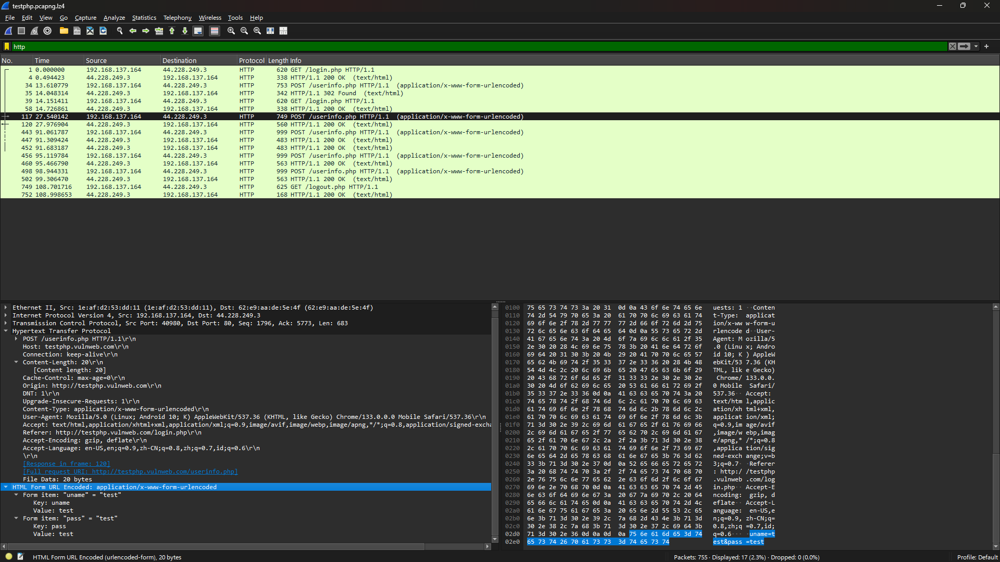 testphp.pcapng.lz4
File Edit View Go Capture Analyze Statistics Telephony Wireless Tools Help
http
No. Time Source Destination Protocol Length Info
1 0.000000 192.168.137.164 44.228.249.3 HTTP 620 GET /login.php HTTP/1.1
4 0.494423 44.228.249.3 192.168.137.164 HTTP 338 HTTP/1.1 200 OK (text/html)
34 13.610779 192.168.137.164 44.228.249.3 HTTP 753 POST /userinfo.php HTTP/1.1 (application/x-www-form-urlencoded)
35 14.048314 44.228.249.3 192.168.137.164 HTTP 342 HTTP/1.1 302 Found (text/html)
39 14.151411 192.168.137.164 44.228.249.3 HTTP 620 GET /login.php HTTP/1.1
58 14.726861 44.228.249.3 192.168.137.164 HTTP 338 HTTP/1.1 200 OK (text/html)
117 27.540142 192.168.137.164 44.228.249.3 HTTP 749 POST /userinfo.php HTTP/1.1 (application/x-www-form-urlencoded)
120 27.976904 44.228.249.3 192.168.137.164 HTTP 560 HTTP/1.1 200 OK (text/html)
443 91.061787 192.168.137.164 44.228.249.3 HTTP 999 POST /userinfo.php HTTP/1.1 (application/x-www-form-urlencoded)
447 91.309424 44.228.249.3 192.168.137.164 HTTP 483 HTTP/1.1 200 OK (text/html)
452 91.683187 44.228.249.3 192.168.137.164 HTTP 483 HTTP/1.1 200 OK (text/html)
456 95.119784 192.168.137.164 44.228.249.3 HTTP 999 POST /userinfo.php HTTP/1.1 (application/x-www-form-urlencoded)
460 95.466790 44.228.249.3 192.168.137.164 HTTP 563 HTTP/1.1 200 OK (text/html)
498 98.944331 192.168.137.164 44.228.249.3 HTTP 999 POST /userinfo.php HTTP/1.1 (application/x-www-form-urlencoded)
502 99.306470 44.228.249.3 192.168.137.164 HTTP 563 HTTP/1.1 200 OK (text/html)
749 108.701716 192.168.137.164 44.228.249.3 HTTP 625 GET /logout.php HTTP/1.1
752 108.998653 44.228.249.3 192.168.137.164 HTTP 168 HTTP/1.1 200 OK (text/html)
Ethernet II, Src: 1e:af:d2:53:dd:11 (1e:af:d2:53:dd:11), Dst: 62:e9:aa:de:5e:4f (62:e9:aa:de:5e:4f)
Internet Protocol Version 4, Src: 192.168.137.164, Dst: 44.228.249.3
Transmission Control Protocol, Src Port: 40980, Dst Port: 80, Seq: 1796, Ack: 5773, Len: 683
Hypertext Transfer Protocol
POST /userinfo.php HTTP/1.1\r\n
Host: testphp.vulnweb.com\r\n
Connection: keep-alive\r\n
Content-Length: 20\r\n
[Content length: 20]
Cache-Control: max-age=0\r\n
Origin: http://testphp.vulnweb.com\r\n
DNT: 1\r\n
Upgrade-Insecure-Requests: 1\r\n
Content-Type: application/x-www-form-urlencoded\r\n
User-Agent: Mozilla/5.0 (Linux; Android 10; K) AppleWebKit/537.36 (KHTML, like Gecko) Chrome/133.0.0.0 Mobile Safari/537.36\r\n
Accept: text/html,application/xhtml+xml,application/xml;q=0.9,image/avif,image/webp,image/apng,*/*;q=0.8,application/signed-excha
Referer: http://testphp.vulnweb.com/login.php\r\n
Accept-Encoding: gzip, deflate\r\n
Accept-Language: en-US,en;q=0.9,zh-CN;q=0.8,zh;q=0.7,id;q=0.6\r\n
\r\n
[Response in frame: 120]
[Full request URI: http://testphp.vulnweb.com/userinfo.php]
File Data: 20 bytes
HTML Form URL Encoded: application/x-www-form-urlencoded
Form item: "uname" = "test"
Key: uname
Value: test
Form item: "pass" = "test"
Key: pass
Value: test
0100 75 65 73 74 73 3a 20 31 0d 0a 43 6f 6e 74 65 6e uests: 1 ··Conten
0110 74 2d 54 79 70 65 3a 20 61 70 70 6c 69 63 61 74 t-Type: applicat
0120 69 6f 6e 2f 78 2d 77 77 77 2d 66 6f 72 6d 2d 75 ion/x-ww w-form-u
0130 72 6c 65 6e 63 6f 64 65 64 0d 0a 55 73 65 72 2d rlencode d··User-
0140 41 67 65 6e 74 3a 20 4d 6f 7a 69 6c 6c 61 2f 35 Agent: M ozilla/5
0150 2e 30 20 28 4c 69 6e 75 78 3b 20 41 6e 64 72 6f .0 (Linu x; Andro
0160 69 64 20 31 30 3b 20 4b 29 20 41 70 70 6c 65 57 id 10; K ) AppleW
0170 65 62 4b 69 74 2f 35 33 37 2e 33 36 20 28 4b 48 ebKit/53 7.36 (KH
0180 54 4d 4c 2c 20 6c 69 6b 65 20 47 65 63 6b 6f 29 TML, lik e Gecko)
0190 20 43 68 72 6f 6d 65 2f 31 33 33 2e 30 2e 30 2e Chrome/ 133.0.0.
01a0 30 20 4d 6f 62 69 6c 65 20 53 61 66 61 72 69 2f 0 Mobile Safari/
01b0 35 33 37 2e 33 36 0d 0a 41 63 63 65 70 74 3a 20 537.36·· Accept:
01c0 74 65 78 74 2f 68 74 6d 6c 2c 61 70 70 6c 69 63 text/htm l,applic
01d0 61 74 69 6f 6e 2f 78 68 74 6d 6c 2b 78 6d 6c 2c ation/xh tml+xml,
01e0 61 70 70 6c 69 63 61 74 69 6f 6e 2f 78 6d 6c 3b applicat ion/xml;
01f0 71 3d 30 2e 39 2c 69 6d 61 67 65 2f 61 76 69 66 q=0.9,im age/avif
0200 2c 69 6d 61 67 65 2f 77 65 62 70 2c 69 6d 61 67 ,image/w ebp,imag
0210 65 2f 61 70 6e 67 2c 2a 2f 2a 3b 71 3d 30 2e 38 e/apng,* /*;q=0.8
0220 2c 61 70 70 6c 69 63 61 74 69 6f 6e 2f 73 69 67 ,applica tion/sig
0230 6e 65 64 2d 65 78 63 68 61 6e 67 65 3b 76 3d 62 ned-exch ange;v=b
0240 33 3b 71 3d 30 2e 37 0d 0a 52 65 66 65 72 65 72 3;q=0.7· ·Referer
0250 3a 20 68 74 74 70 3a 2f 2f 74 65 73 74 70 68 70 : http:/ /testphp
0260 2e 76 75 6c 6e 77 65 62 2e 63 6f 6d 2f 6c 6f 67 .vulnweb .com/log
0270 69 6e 2e 70 68 70 0d 0a 41 63 63 65 70 74 2d 45 in.php·· Accept-E
0280 6e 63 6f 64 69 6e 67 3a 20 67 7a 69 70 2c 20 64 ncoding: gzip, d
0290 65 66 6c 61 74 65 0d 0a 41 63 63 65 70 74 2d 4c eflate·· Accept-L
02a0 61 6e 67 75 61 67 65 3a 20 65 6e 2d 55 53 2c 65 anguage: en-US,e
02b0 6e 3b 71 3d 30 2e 39 2c 7a 68 2d 43 4e 3b 71 3d n;q=0.9, zh-CN;q=
02c0 30 2e 38 2c 7a 68 3b 71 3d 30 2e 37 2c 69 64 3b 0.8,zh;q =0.7,id;
02d0 71 3d 30 2e 36 0d 0a 0d 0a 75 6e 61 6d 65 3d 74 q=0.6··· ·uname=t
02e0 65 73 74 26 70 61 73 73 3d 74 65 73 74 est&pass =test
HTML Form URL Encoded (urlencoded-form), 20 bytes
Packets: 755 · Displayed: 17 (2.3%) · Dropped: 0 (0.0%)
Profile: Default